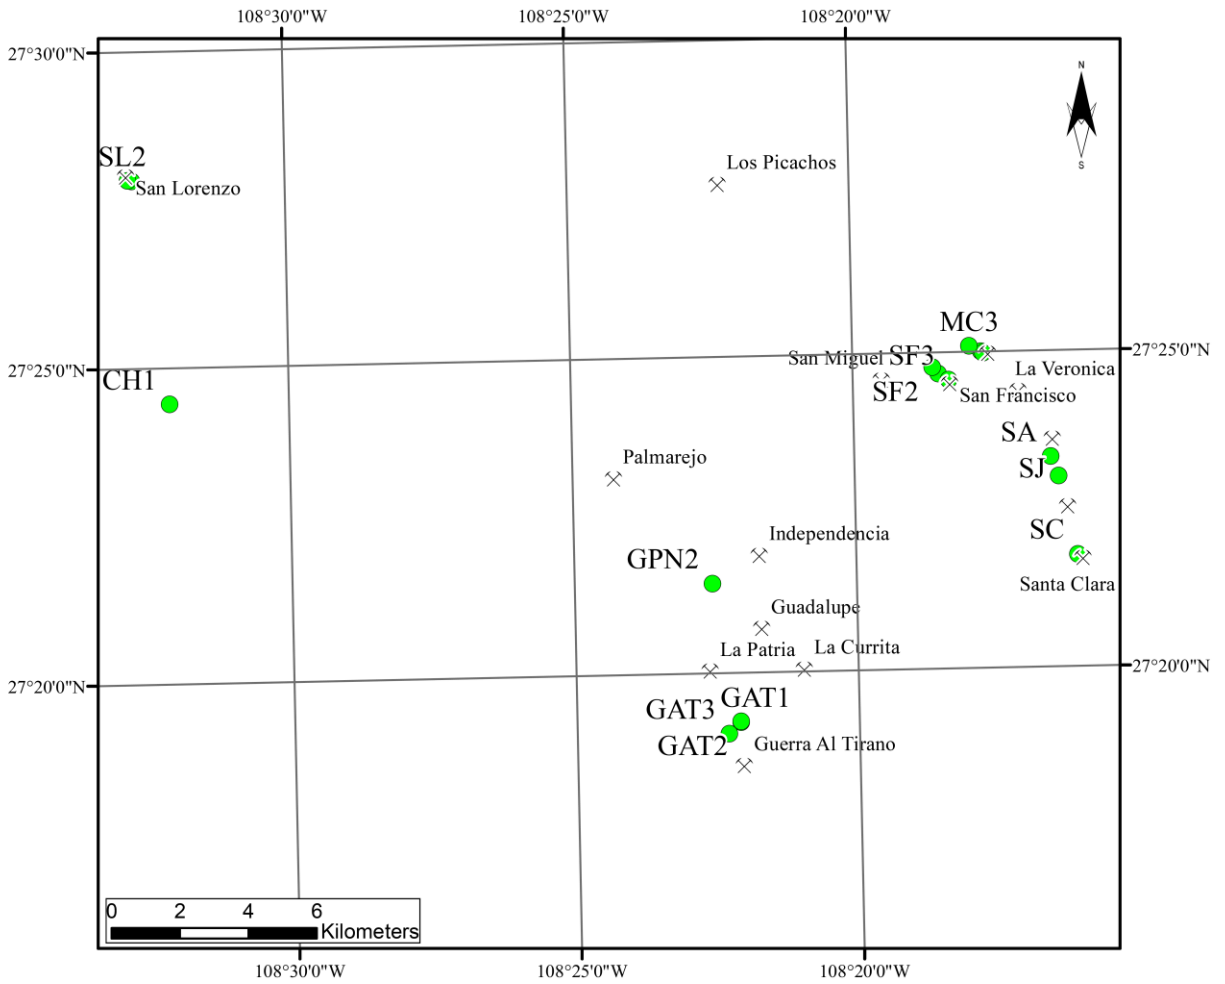 108°30'0"W
108°25'0"W
108°20'0"W
27°30'0"N
N
S
SL2
San Lorenzo
Los Picachos
MC3
27°25'0"N
San Miguel
SF3
La Veronica
27°25'0"N
CH1
SF2
San Francisco
SA
Palmarejo
SJ
SC
Independencia
GPN2
Santa Clara
Guadalupe
La Patria
La Currita
27°20'0"N
27°20'0"N
GAT1
GAT3
GAT2
Guerra Al Tirano
0 2 4 6
Kilometers
108°30'0"W
108°25'0"W
108°20'0"W